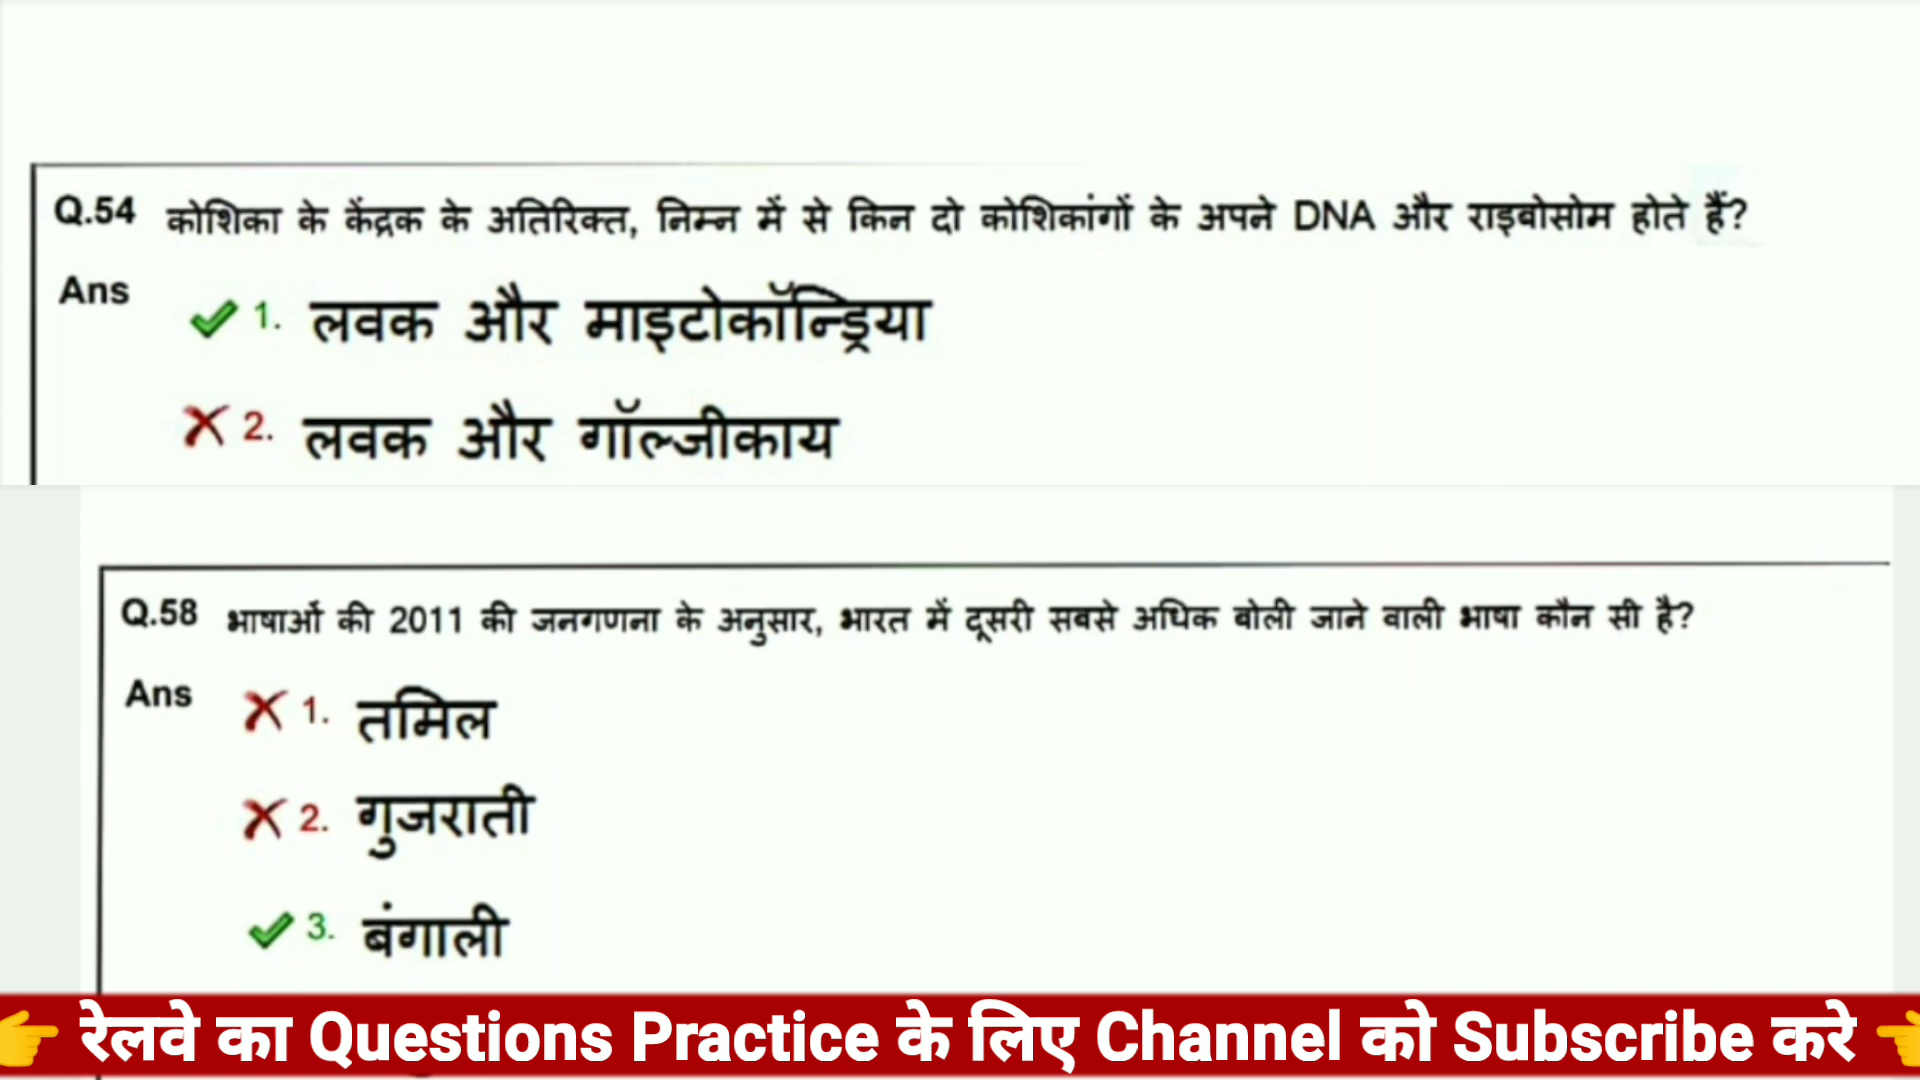 Q.54 कोशिका के केंद्रक के अतिरिक्त, निम्न में से किन दो कोशिकांगों के अपने DNA और राइबोसोम होते हैं?
Ans
1. लवक और माइटोकॉन्ड्रिया
2. लवक और गॉल्जीकाय
Q.58 भाषाओं की 2011 की जनगणना के अनुसार, भारत में दूसरी सबसे अधिक बोली जाने वाली भाषा कौन सी है?
Ans
1. तमिल
2. गुजराती
3. बंगाली
रेलवे का Questions Practice के लिए Channel को Subscribe करे